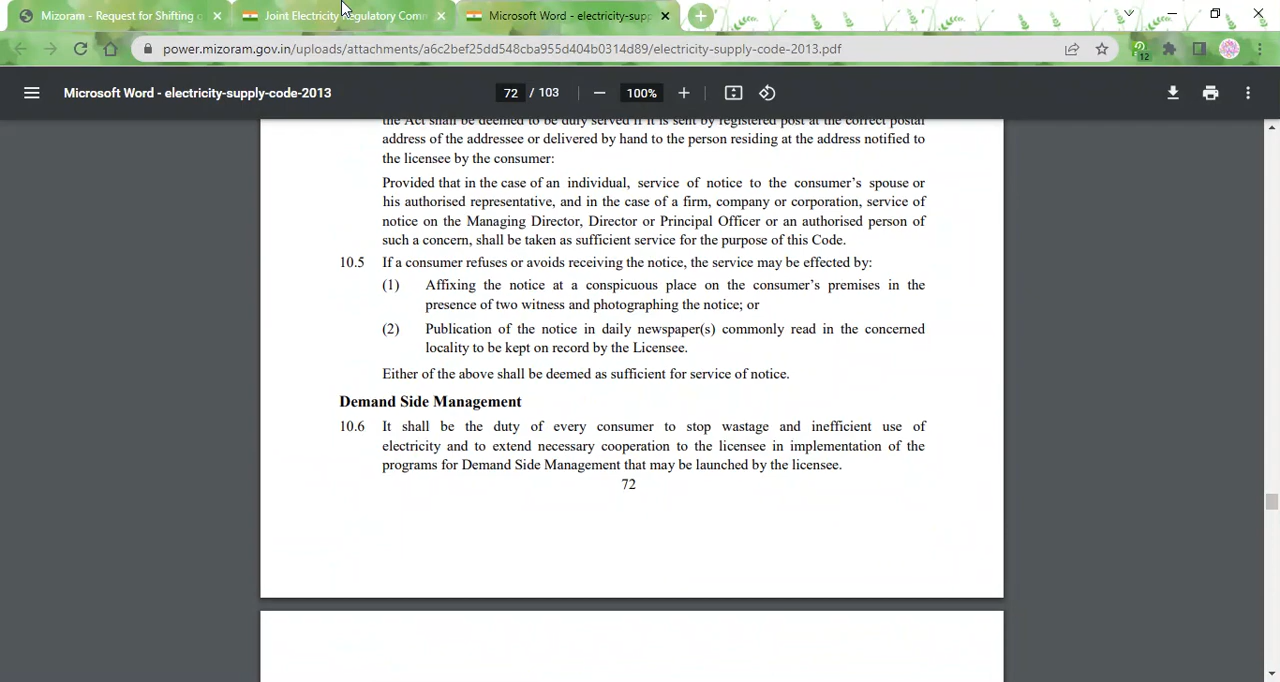 Mizoram - Request for Shifting o
Joint Electricity Regulatory Comm
Microsoft Word - electricity-supp
power.mizoram.gov.in/uploads/attachments/a6c2bef25dd548cba955d404b0314d89/electricity-supply-code-2013.pdf
12
Microsoft Word - electricity-supply-code-2013
72 / 103
100%
the Act shall be deemed to be duly served if it is sent by registered post at the correct postal
address of the addressee or delivered by hand to the person residing at the address notified to
the licensee by the consumer:
Provided that in the case of an individual, service of notice to the consumer's spouse or
his authorised representative, and in the case of a firm, company or corporation, service of
notice on the Managing Director, Director or Principal Officer or an authorised person of
such a concern, shall be taken as sufficient service for the purpose of this Code.
10.5 If a consumer refuses or avoids receiving the notice, the service may be effected by:
(1) Affixing the notice at a conspicuous place on the consumer's premises in the
presence of two witness and photographing the notice; or
(2) Publication of the notice in daily newspaper(s) commonly read in the concerned
locality to be kept on record by the Licensee.
Either of the above shall be deemed as sufficient for service of notice.
Demand Side Management
10.6 It shall be the duty of every consumer to stop wastage and inefficient use of
electricity and to extend necessary cooperation to the licensee in implementation of the
programs for Demand Side Management that may be launched by the licensee.
72